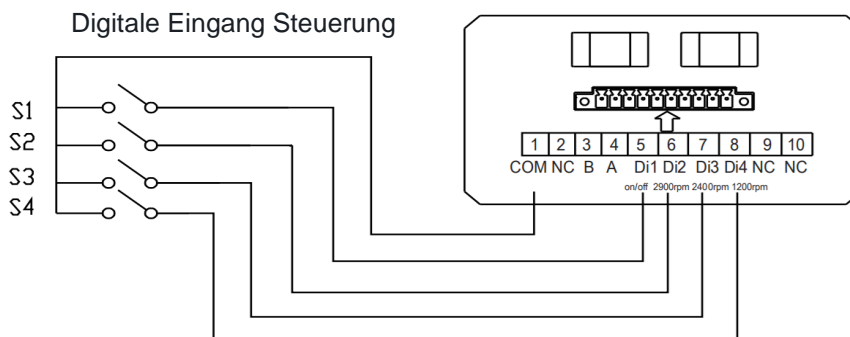 Digitale Eingang Steuerung
S1
S2
S3
S4
1 2 3 4 5 6 7 8 9 10
COM NC B A Di1 Di2 Di3 Di4 NC NC
on/off 2900rpm 2400rpm 1200rpm